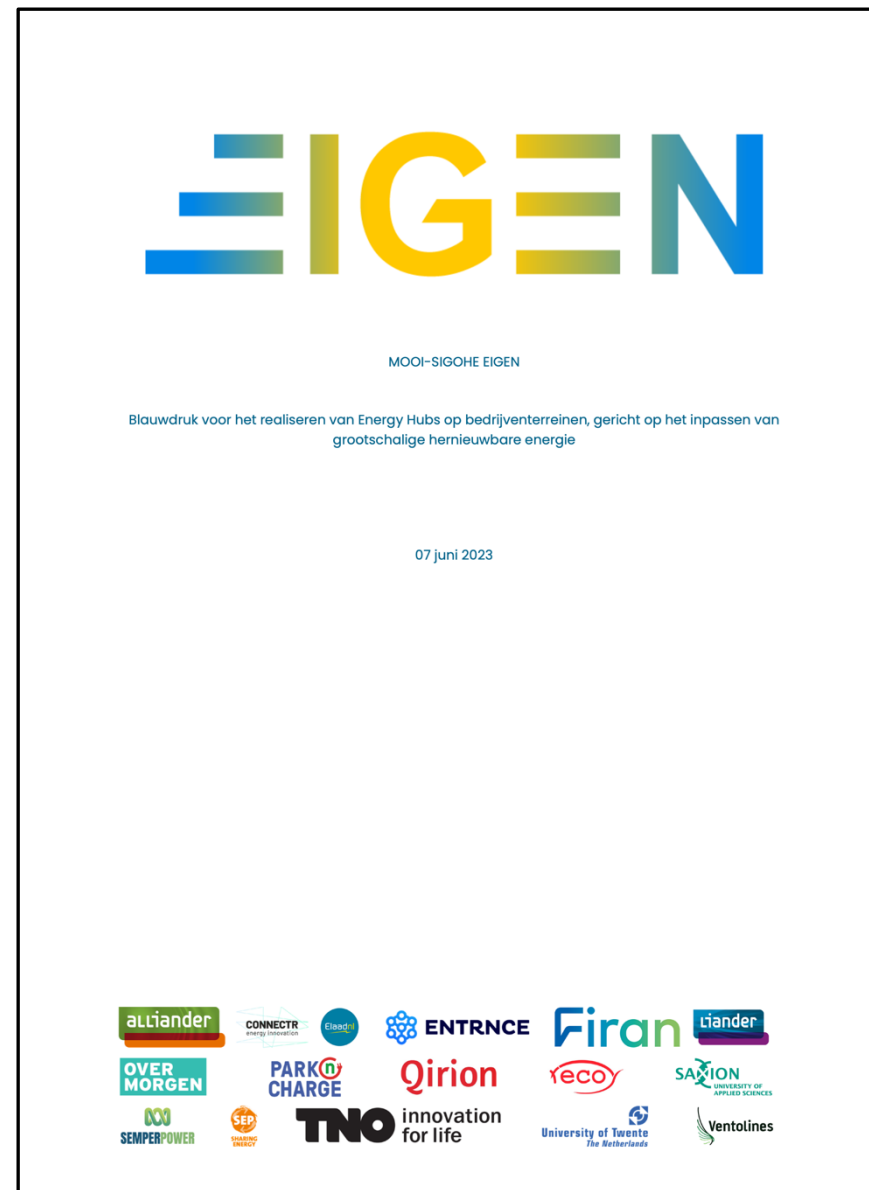 EIGEN
MOOI-SIGOHE EIGEN
Blauwdruk voor het realiseren van Energy Hubs op bedrijventerreinen, gericht op het inpassen van
grootschalige hernieuwbare energie
07 juni 2023
alliander
CONNECTR
energy innovation
Elaadnl
ENTRNCE
Firan
Liander
OVER
MORGEN
PARK n
CHARGE
Qirion
reco
SAXION
UNIVERSITY OF
APPLIED SCIENCES
SEMPERPOWER
SEP
SHARING
ENERGY
TNO innovation
for life
University of Twente
The Netherlands
Ventolines